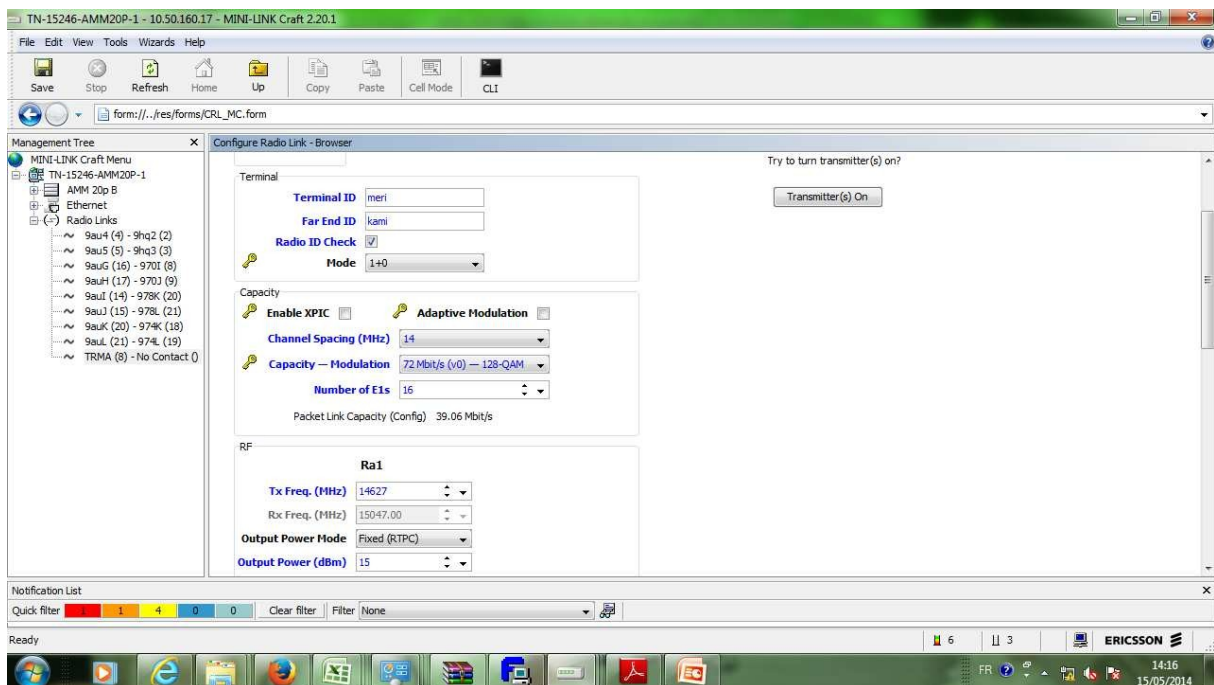 TN-15246-AMM20P-1 - 10.50.160.17 - MINI-LINK Craft 2.20.1
File Edit View Tools Wizards Help
Save Stop Refresh Home Up Copy Paste Cell Mode CLI
form://../res/forms/CRL_MC.form
Management Tree
MINI-LINK Craft Menu
TN-15246-AMM20P-1
AMM 20p B
Ethernet
Radio Links
9au4 (4) - 9hq2 (2)
9au5 (5) - 9hq3 (3)
9auG (16) - 970I (8)
9auH (17) - 970J (9)
9auI (14) - 978K (20)
9auJ (15) - 978L (21)
9auK (20) - 974K (18)
9auL (21) - 974L (19)
TRMA (8) - No Contact ()
Configure Radio Link - Browser
Terminal
Terminal ID meri
Far End ID kami
Radio ID Check
Mode 1+0
Capacity
Enable XPIC Adaptive Modulation
Channel Spacing (MHz) 14
Capacity — Modulation 72 Mbit/s (v0) — 128-QAM
Number of E1s 16
Packet Link Capacity (Config) 39.06 Mbit/s
RF
Ra1
Tx Freq. (MHz) 14627
Rx Freq. (MHz) 15047.00
Output Power Mode Fixed (RTPC)
Output Power (dBm) 15
Try to turn transmitter(s) on?
Transmitter(s) On
Notification List
Quick filter 1 1 4 0 0 Clear filter Filter None
Ready 6 3 ERICSSON
FR 14:16
15/05/2014